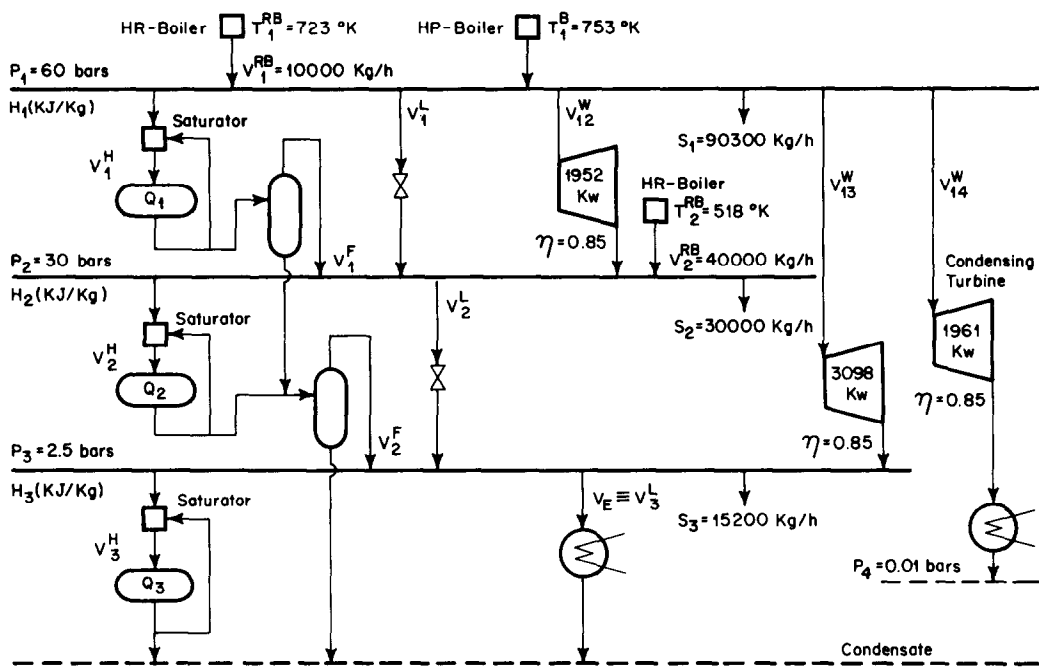 HR-Boiler T₁ᴿᴮ=723 °K
HP-Boiler T₁ᴮ=753 °K
P₁=60 bars
V₁ᴿᴮ=10000 Kg/h
H₁(KJ/Kg)
Saturator
V₁ᴴ
Q₁
V₁ᴸ
V₁₂ᵂ
1952
Kw
η=0.85
S₁=90300 Kg/h
HR-Boiler
T₂ᴿᴮ=518 °K
V₁₃ᵂ
V₁₄ᵂ
P₂=30 bars
V₁ꟳ
V₂ᴿᴮ=40000 Kg/h
H₂(KJ/Kg)
Saturator
V₂ᴴ
Q₂
V₂ᴸ
S₂=30000 Kg/h
Condensing
Turbine
1961
Kw
η=0.85
3098
Kw
η=0.85
P₃=2.5 bars
V₂ꟳ
H₃(KJ/Kg)
Saturator
V₃ᴴ
Q₃
V_E≡V₃ᴸ
S₃=15200 Kg/h
P₄=0.01 bars
Condensate